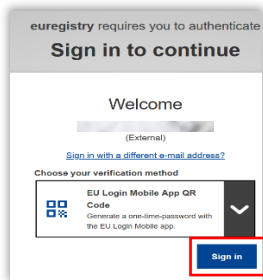 euregistry requires you to authenticate
Sign in to continue
Welcome
(External)
Sign in with a different e-mail address?
Choose your verification method
EU Login Mobile App QR
Code
Generate a one-time-password with
the EU Login Mobile app.
Sign in